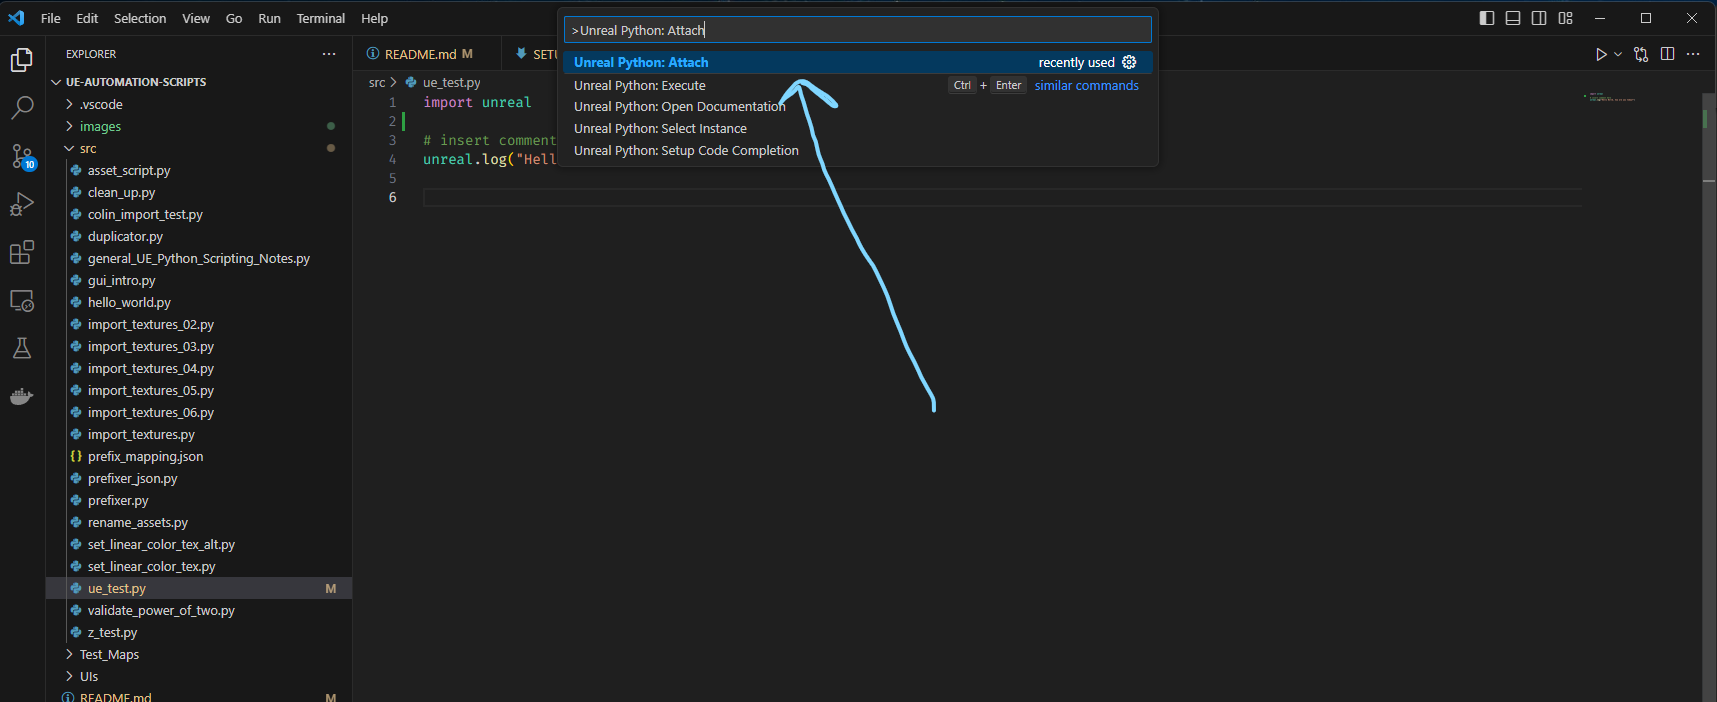 File Edit Selection View Go Run Terminal Help
>Unreal Python: Attach
Unreal Python: Attach recently used
Unreal Python: Execute Ctrl + Enter similar commands
Unreal Python: Open Documentation
Unreal Python: Select Instance
Unreal Python: Setup Code Completion
EXPLORER
UE-AUTOMATION-SCRIPTS
.vscode
images
src
asset_script.py
clean_up.py
colin_import_test.py
duplicator.py
general_UE_Python_Scripting_Notes.py
gui_intro.py
hello_world.py
import_textures_02.py
import_textures_03.py
import_textures_04.py
import_textures_05.py
import_textures_06.py
import_textures.py
{} prefix_mapping.json
prefixer_json.py
prefixer.py
rename_assets.py
set_linear_color_tex_alt.py
set_linear_color_tex.py
ue_test.py M
validate_power_of_two.py
z_test.py
Test_Maps
UIs
README.md M
10
README.md M SETU
src > ue_test.py
1 import unreal
2
3 # insert comment
4 unreal.log("Hell
5
6